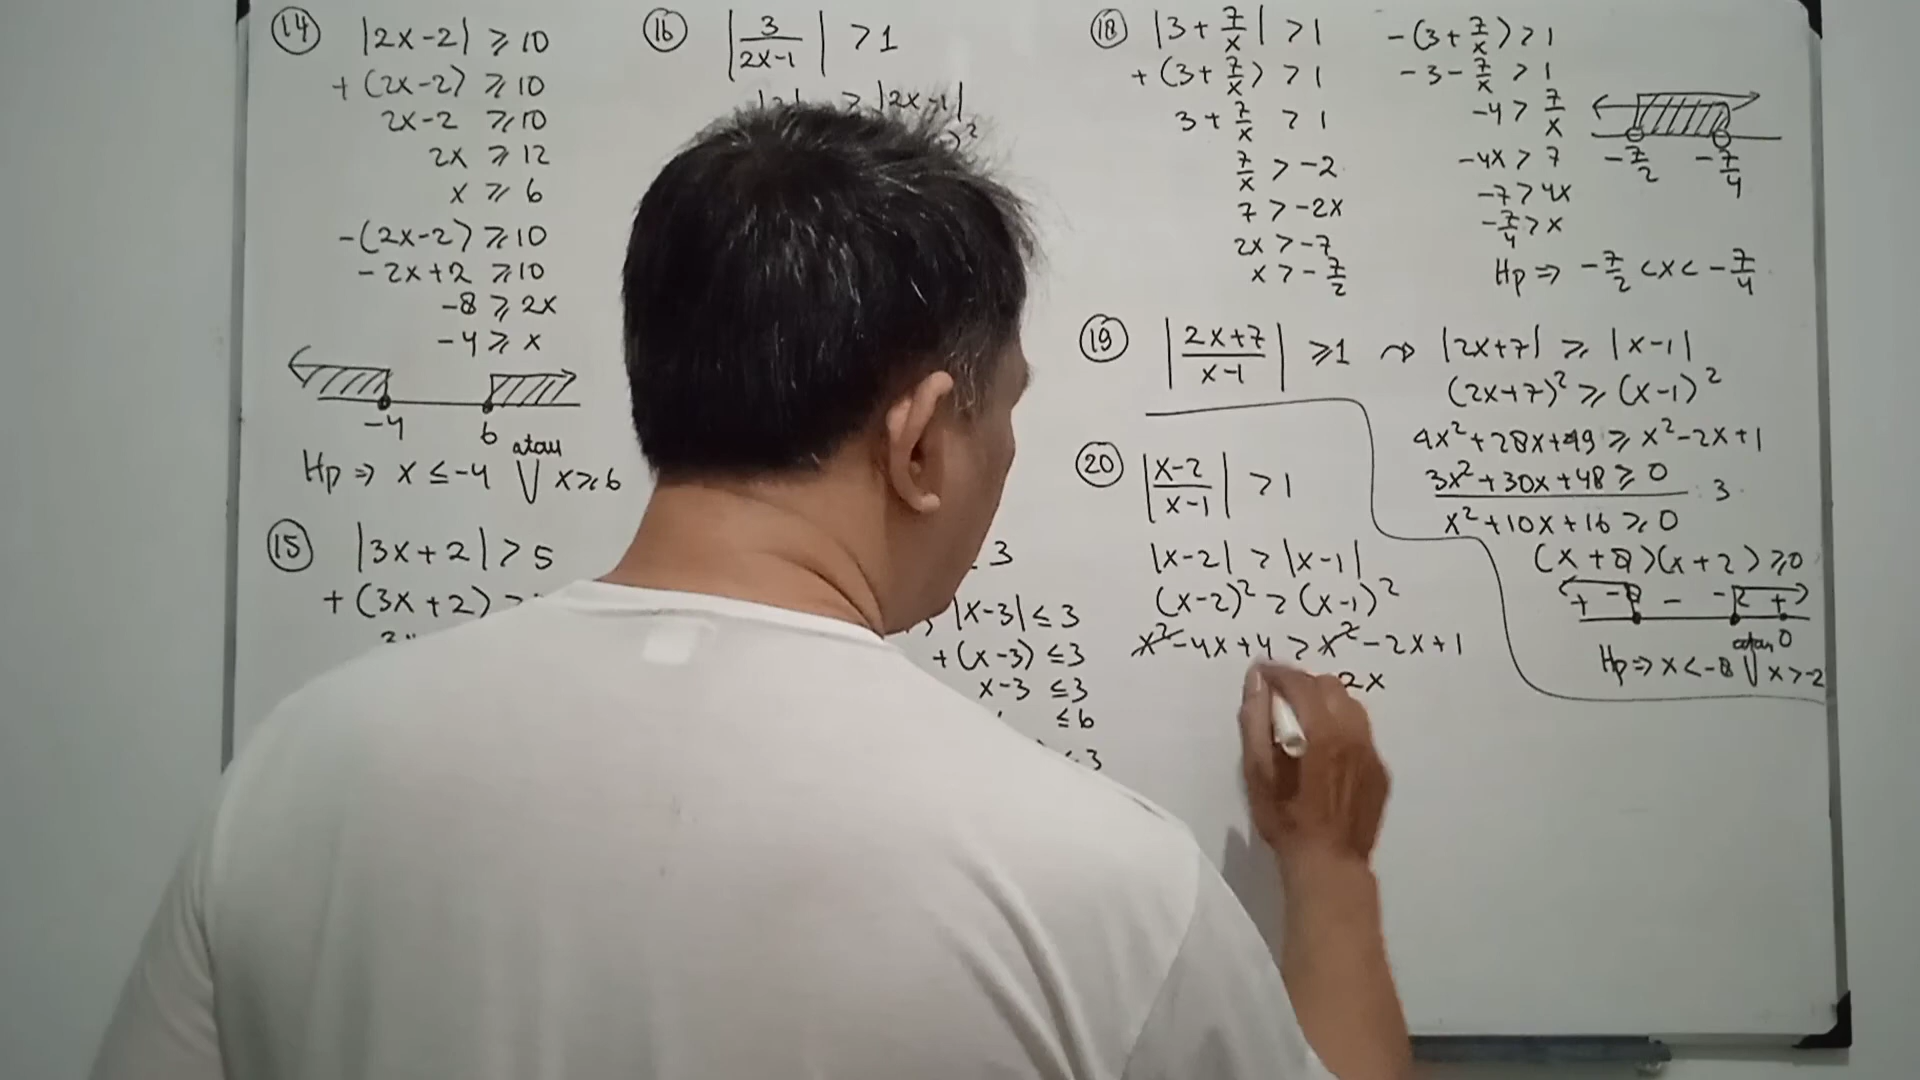 14 |2x-2| ≥ 10
+ (2x-2) ≥ 10
2x-2 ≥ 10
2x ≥ 12
x ≥ 6
-(2x-2) ≥ 10
-2x+2 ≥ 10
-8 ≥ 2x
-4 ≥ x
-4 6
Hp ⇒ x ≤ -4 atau ∨ x ≥ 6
15 |3x+2| > 5
+ (3x+2) >
16 |3/(2x-1)| > 1
> |2x-1|
3
|x-3| ≤ 3
+ (x-3) ≤ 3
x-3 ≤ 3
≤ 6
3
18 |3+7/x| > 1
+ (3+7/x) > 1
3+7/x > 1
7/x > -2
7 > -2x
2x > -7
x > -7/2
-(3+7/x) > 1
-3-7/x > 1
-4 > 7/x
-4x > 7
-7 > 4x
-7/4 > x
-7/2 -7/4
Hp ⇒ -7/2 < x < -7/4
19 |(2x+7)/(x-1)| ≥ 1 → |2x+7| ≥ |x-1|
(2x+7)² ≥ (x-1)²
4x²+28x+49 ≥ x²-2x+1
3x²+30x+48 ≥ 0 : 3
x²+10x+16 ≥ 0
(x+8)(x+2) ≥ 0
+ -8 - -2 + 0
Hp ⇒ x < -8 atau ∨ x > -2
20 |(x-2)/(x-1)| > 1
|x-2| > |x-1|
(x-2)² > (x-1)²
x²-4x+4 > x²-2x+1
2x